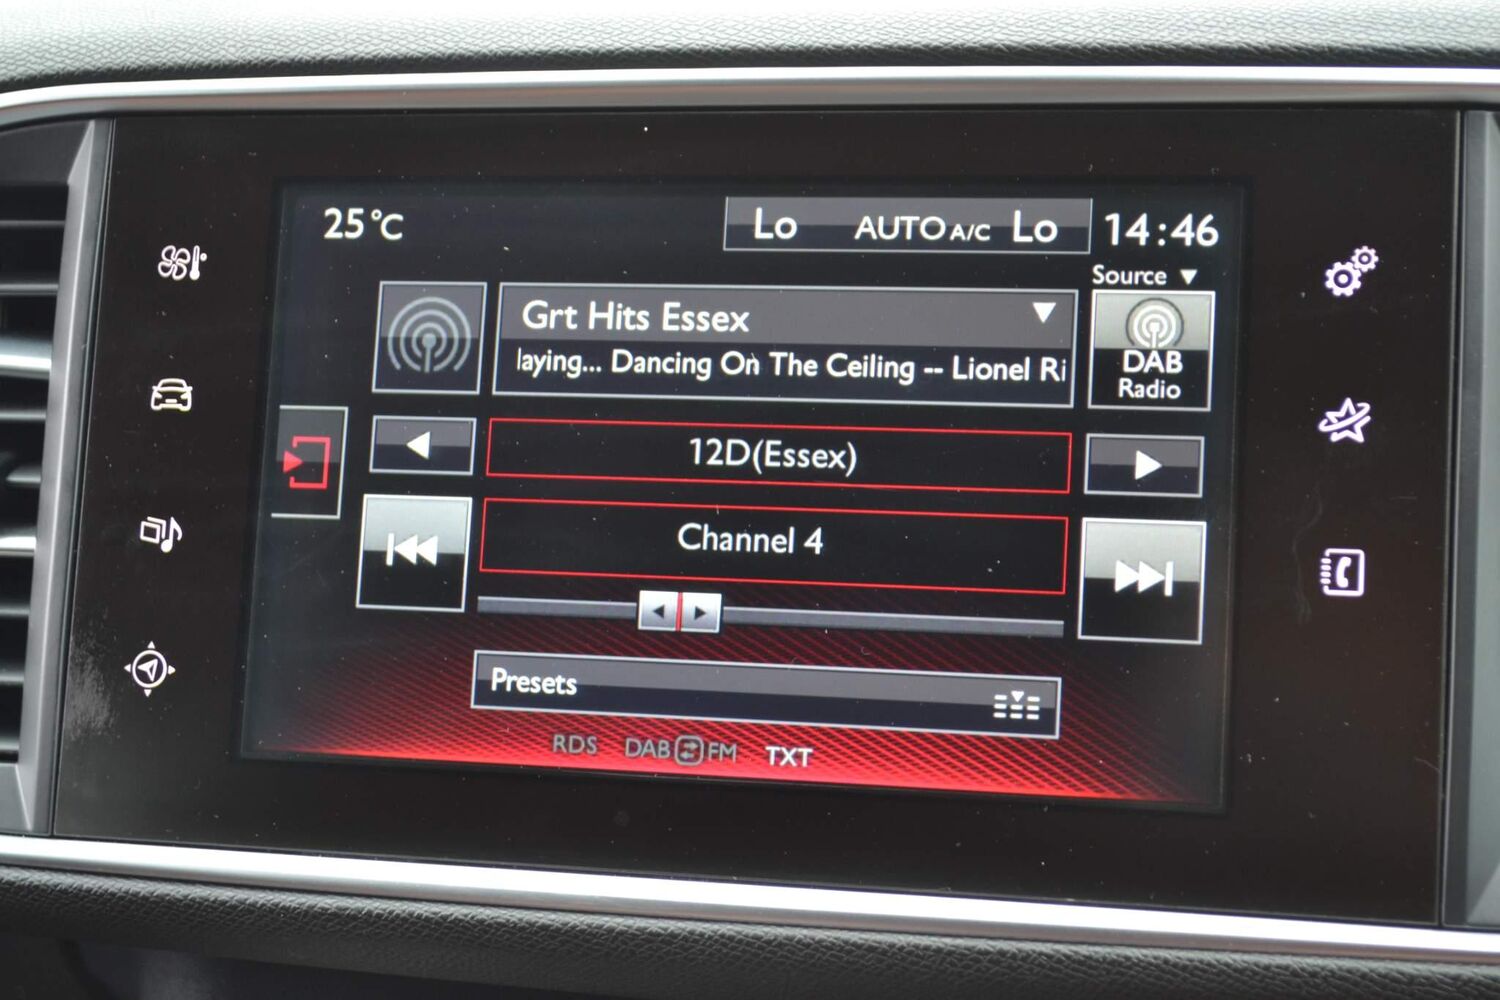 25°C
Lo AUTO A/C Lo
14:46
Source
Grt Hits Essex
laying... Dancing On The Ceiling -- Lionel Ri
DAB
Radio
12D(Essex)
Channel 4
Presets
RDS DAB FM TXT